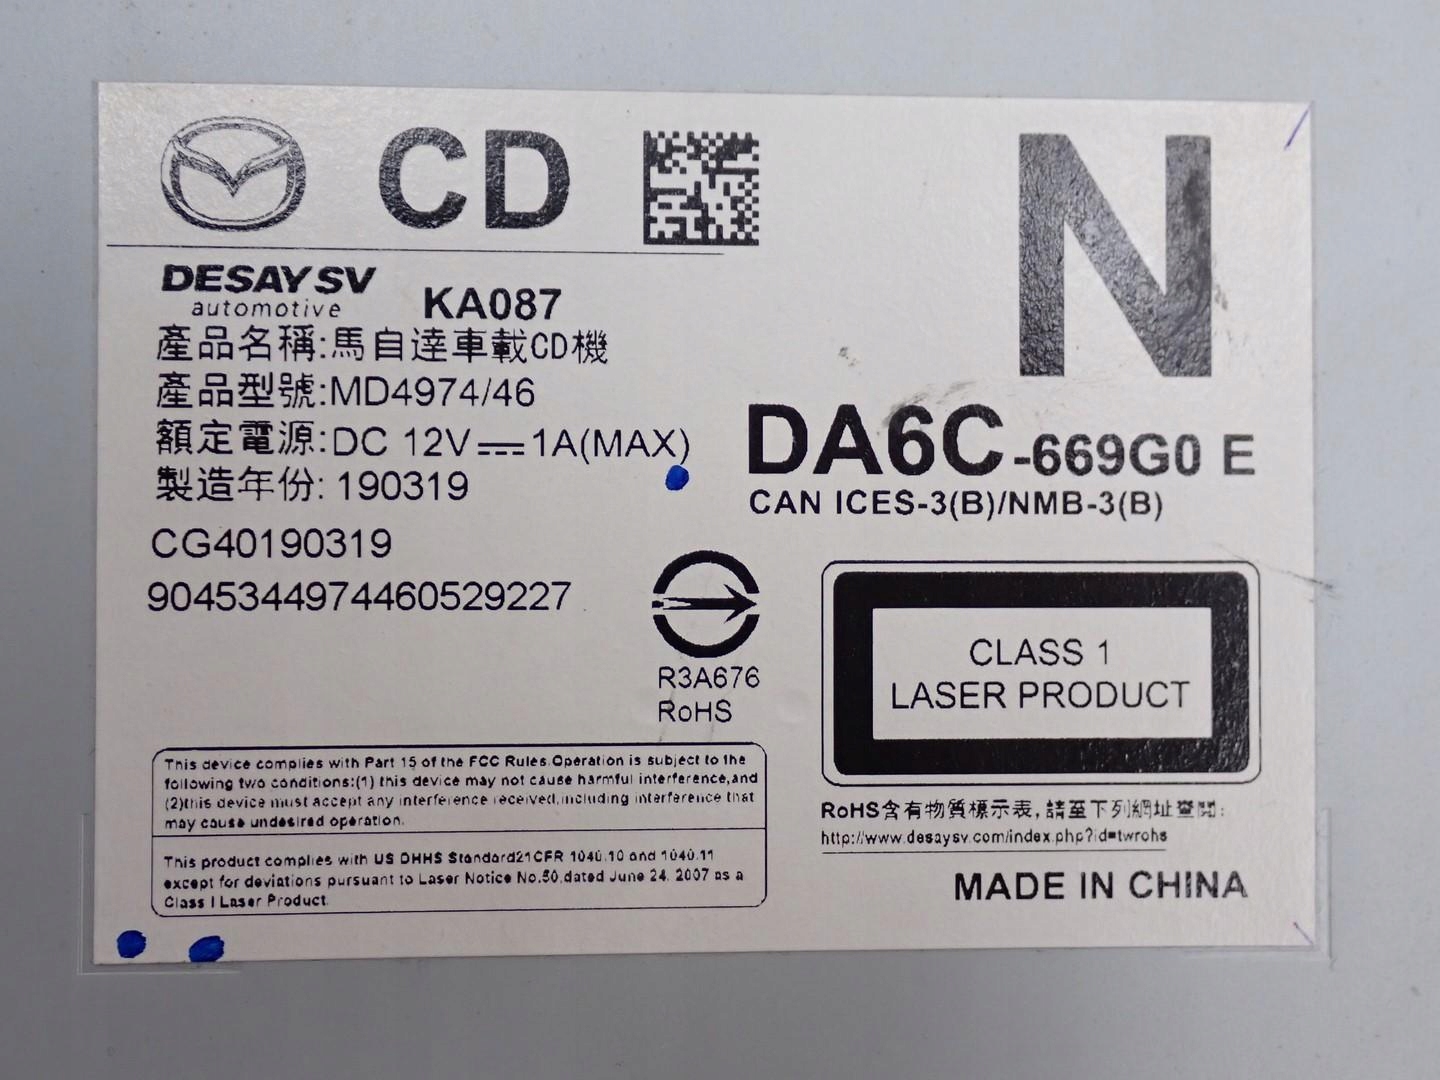 CD
N
DESAY SV
automotive
KA087
產品名稱:馬自達車載CD機
產品型號:MD4974/46
額定電源:DC 12V⎓1A(MAX)
製造年份: 190319
CG40190319
9045344974460529227
DA6C-669G0 E
CAN ICES-3(B)/NMB-3(B)
R3A676
RoHS
CLASS 1
LASER PRODUCT
This device complies with Part 15 of the FCC Rules.Operation is subject to the
following two conditions:(1) this device may not cause harmful interference,and
(2)this device must accept any interference received,including interference that
may cause undesired operation.
This product complies with US DHHS Standard21CFR 1040.10 and 1040.11
except for deviations pursuant to Laser Notice No.50.dated June 24. 2007 as a
Class I Laser Product.
RoHS含有物質標示表,請至下列網址查閱:
http://www.desaysv.com/index.php?id=twrohs
MADE IN CHINA